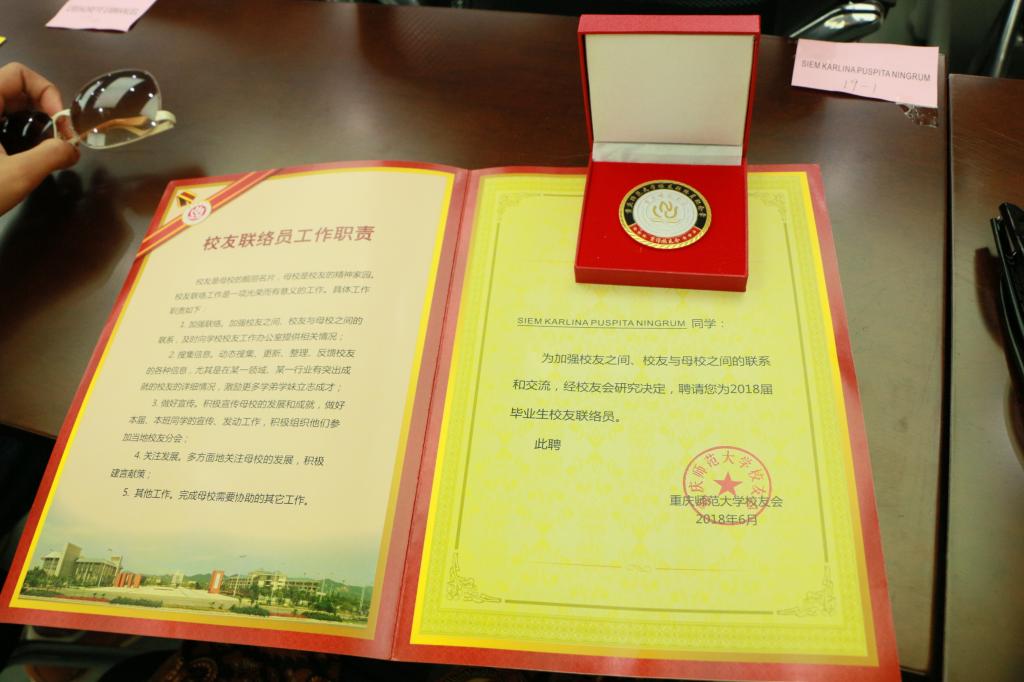 SIEM KARLINA PUSPITA NINGRUM
19-1
校友联络员工作职责
校友是母校的靓丽名片，母校是校友的精神家园。
校友联络工作是一项光荣而有意义的工作。具体工作
职责如下：
1. 加强联络。加强校友之间、校友与母校之间的
联系，及时向学校校友工作办公室提供相关情况；
2. 搜集信息。动态搜集、更新、整理、反馈校友
的各种信息，尤其是在某一领域、某一行业有突出成
就的校友的详细情况，激励更多学弟学妹立志成才；
3. 做好宣传。积极宣传母校的发展和成就，做好
本届、本班同学的宣传、发动工作，积极组织他们参
加当地校友分会；
4. 关注发展。多方面地关注母校的发展，积极
建言献策；
5. 其他工作。完成母校需要协助的其它工作。
SIEM KARLINA PUSPITA NINGRUM 同学：
为加强校友之间、校友与母校之间的联系
和交流，经校友会研究决定，聘请您为2018届
毕业生校友联络员。
此聘
重庆师范大学校友会
重庆师范大学校友会
2018年6月